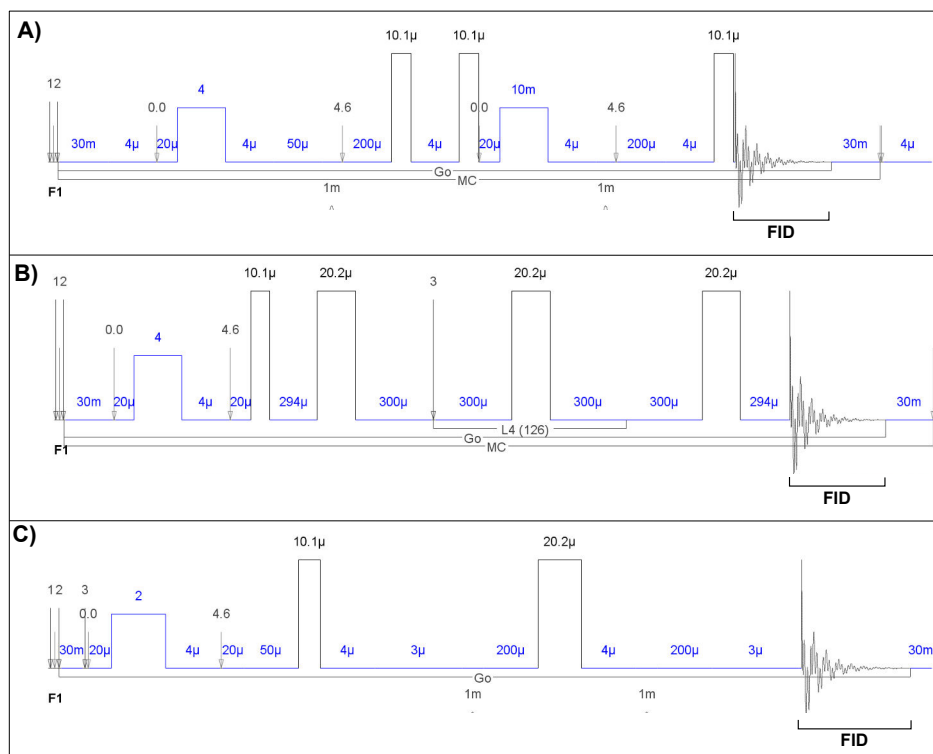 A)
10.1µ 10.1µ 10.1µ
12 4 10m
0.0 4.6 0.0 4.6
30m 4µ 20µ 4µ 50µ 200µ 4µ 20µ 4µ 200µ 4µ 30m 4µ
Go
MC
F1 1m 1m
FID
B)
10.1µ 20.2µ 20.2µ 20.2µ
12 3
0.0 4 4.6
30m 20µ 4µ 20µ 294µ 300µ 300µ 300µ 300µ 294µ 30m
L4 (126)
Go
MC
F1
FID
C)
10.1µ 20.2µ
12 3 2
0.0 4.6
30m 20µ 4µ 20µ 50µ 4µ 3µ 200µ 4µ 200µ 3µ 30m
Go
F1 1m 1m
FID